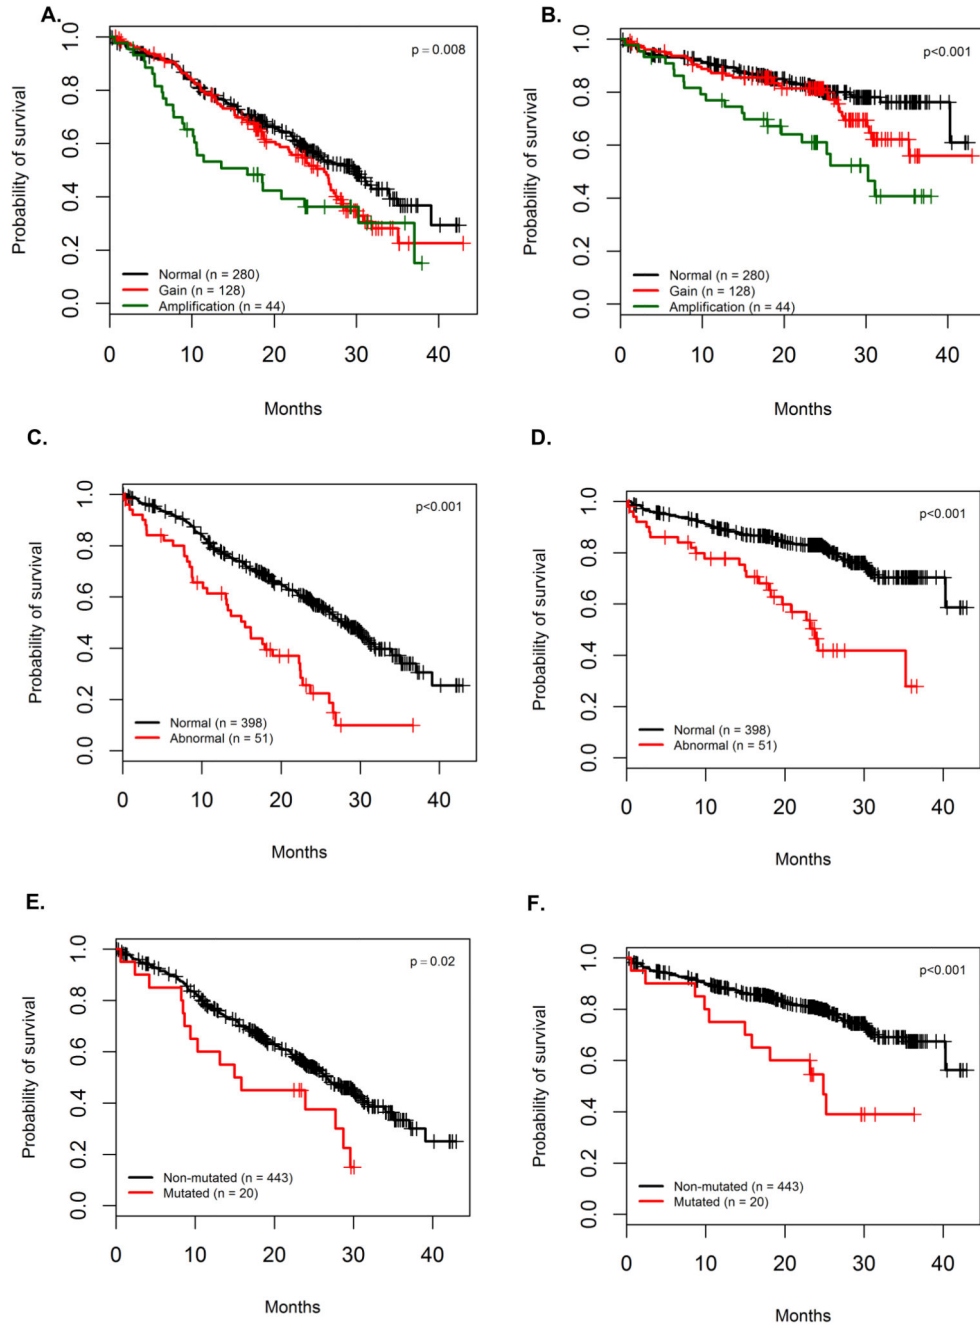 A.
Probability of survival
1.0
0.8
0.6
0.4
0.2
0.0
p = 0.008
Normal (n = 280)
Gain (n = 128)
Amplification (n = 44)
0 10 20 30 40
Months
B.
Probability of survival
1.0
0.8
0.6
0.4
0.2
0.0
p<0.001
Normal (n = 280)
Gain (n = 128)
Amplification (n = 44)
0 10 20 30 40
Months
C.
Probability of survival
1.0
0.8
0.6
0.4
0.2
0.0
p<0.001
Normal (n = 398)
Abnormal (n = 51)
0 10 20 30 40
Months
D.
Probability of survival
1.0
0.8
0.6
0.4
0.2
0.0
p<0.001
Normal (n = 398)
Abnormal (n = 51)
0 10 20 30 40
Months
E.
Probability of survival
1.0
0.8
0.6
0.4
0.2
0.0
p = 0.02
Non-mutated (n = 443)
Mutated (n = 20)
0 10 20 30 40
Months
F.
Probability of survival
1.0
0.8
0.6
0.4
0.2
0.0
p<0.001
Non-mutated (n = 443)
Mutated (n = 20)
0 10 20 30 40
Months